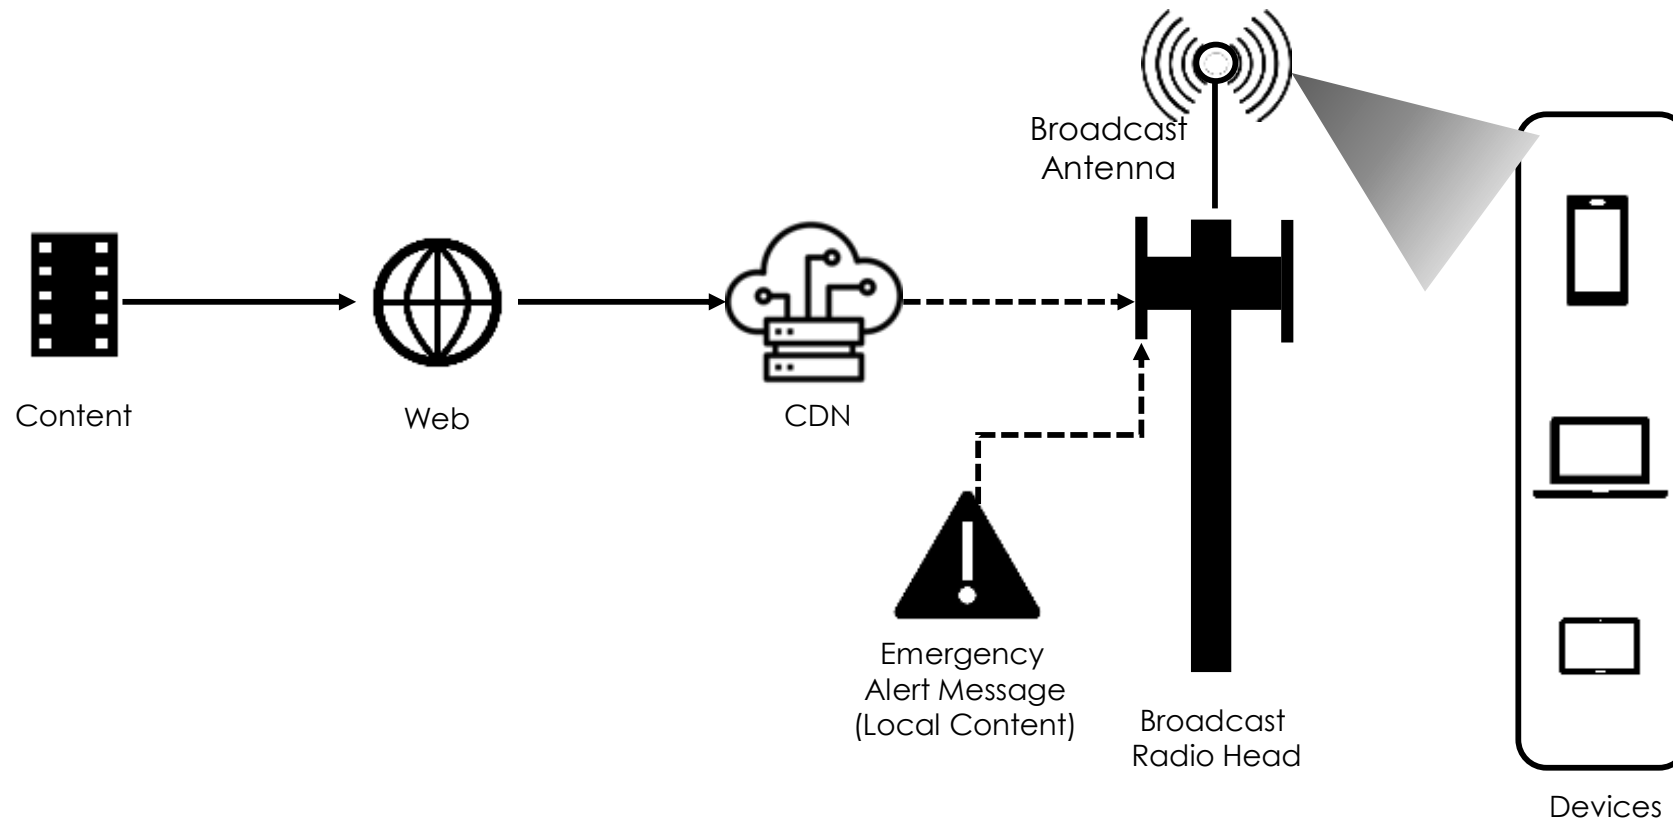 Broadcast
Antenna
Content
Web
CDN
Emergency
Alert Message
(Local Content)
Broadcast
Radio Head
Devices